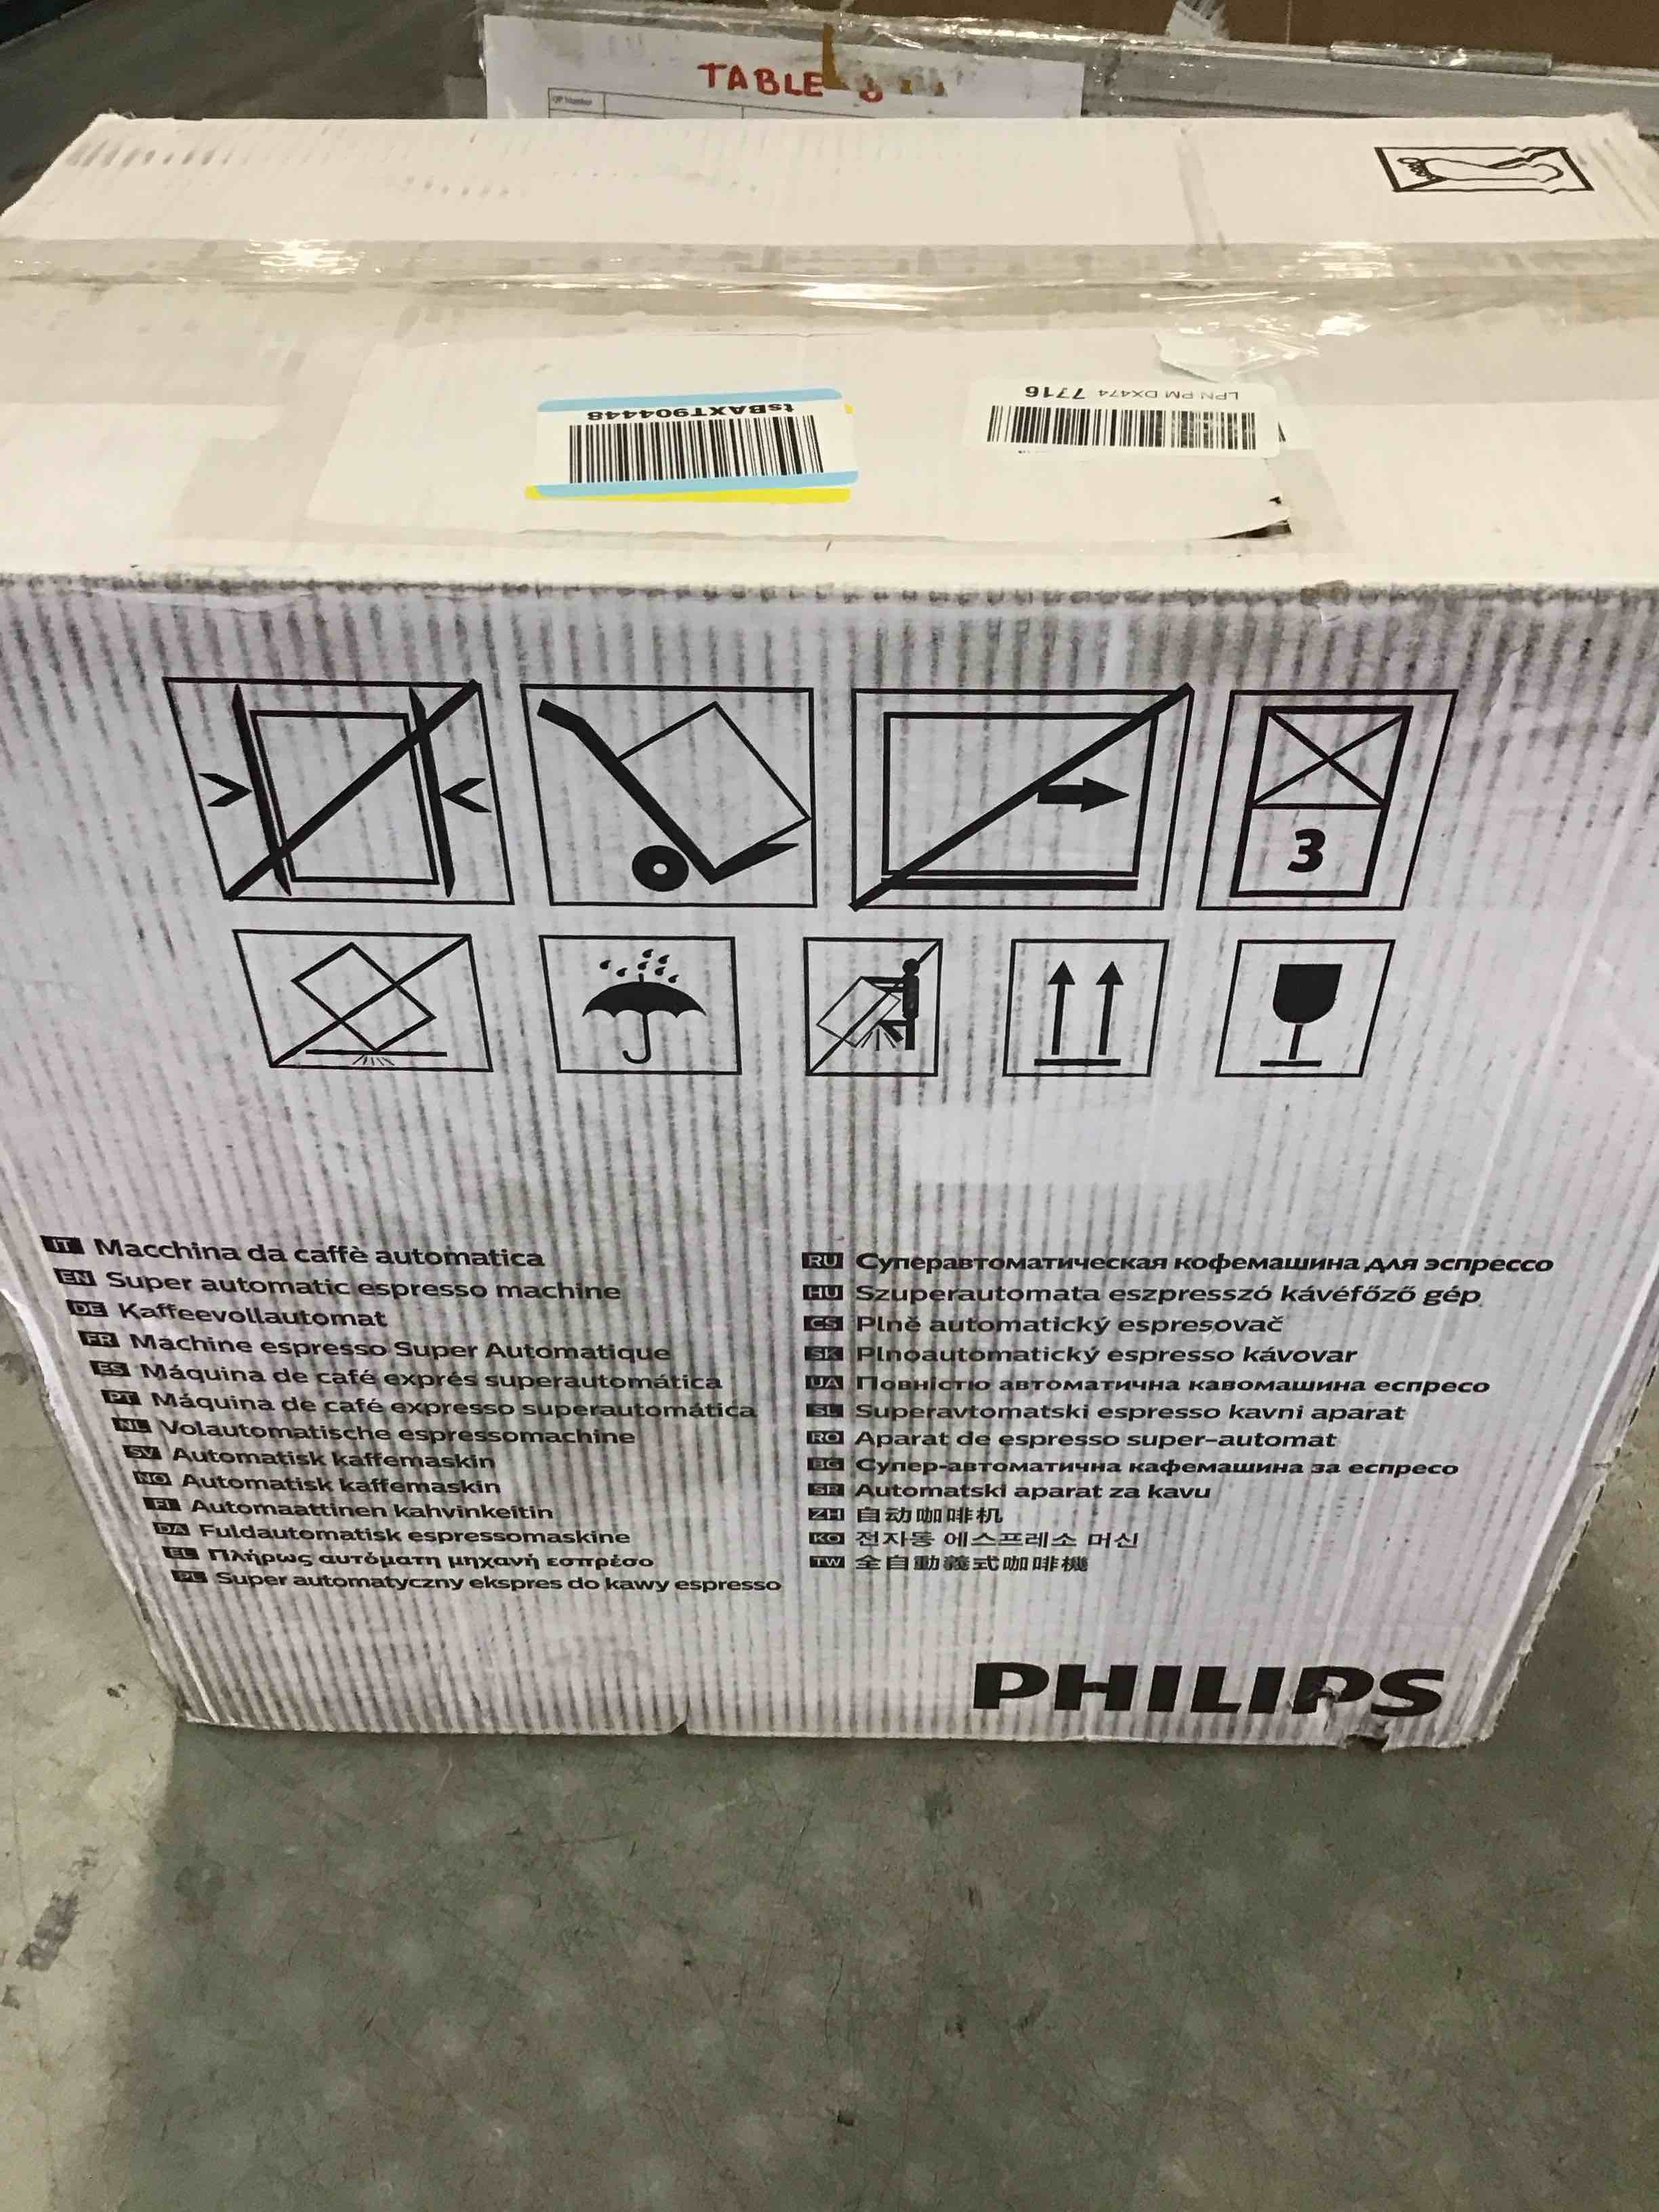 TABLE 8
tsBAXT904448
LPN PM DX474 7716
3
IT Macchina da caffè automatica
EN Super automatic espresso machine
DE Kaffeevollautomat
FR Machine espresso Super Automatique
ES Máquina de café exprés superautomática
PT Máquina de café expresso superautomática
NL Volautomatische espressomachine
SV Automatisk kaffemaskin
NO Automatisk kaffemaskin
FI Automaattinen kahvinkeitin
DA Fuldautomatisk espressomaskine
EL Πλήρως αυτόματη μηχανή εσπρέσο
PL Super automatyczny ekspres do kawy espresso
RU Суперавтоматическая кофемашина для эспрессо
HU Szuperautomata eszpresszó kávéfőző gép
CS Plně automatický espresovač
SK Plnoautomatický espresso kávovar
UA Повністю автоматична кавомашина еспресо
SL Superavtomatski espresso kavni aparat
RO Aparat de espresso super-automat
BG Супер-автоматична кафемашина за еспресо
SR Automatski aparat za kavu
ZH 自动咖啡机
KO 전자동 에스프레소 머신
TW 全自動義式咖啡機
PHILIPS